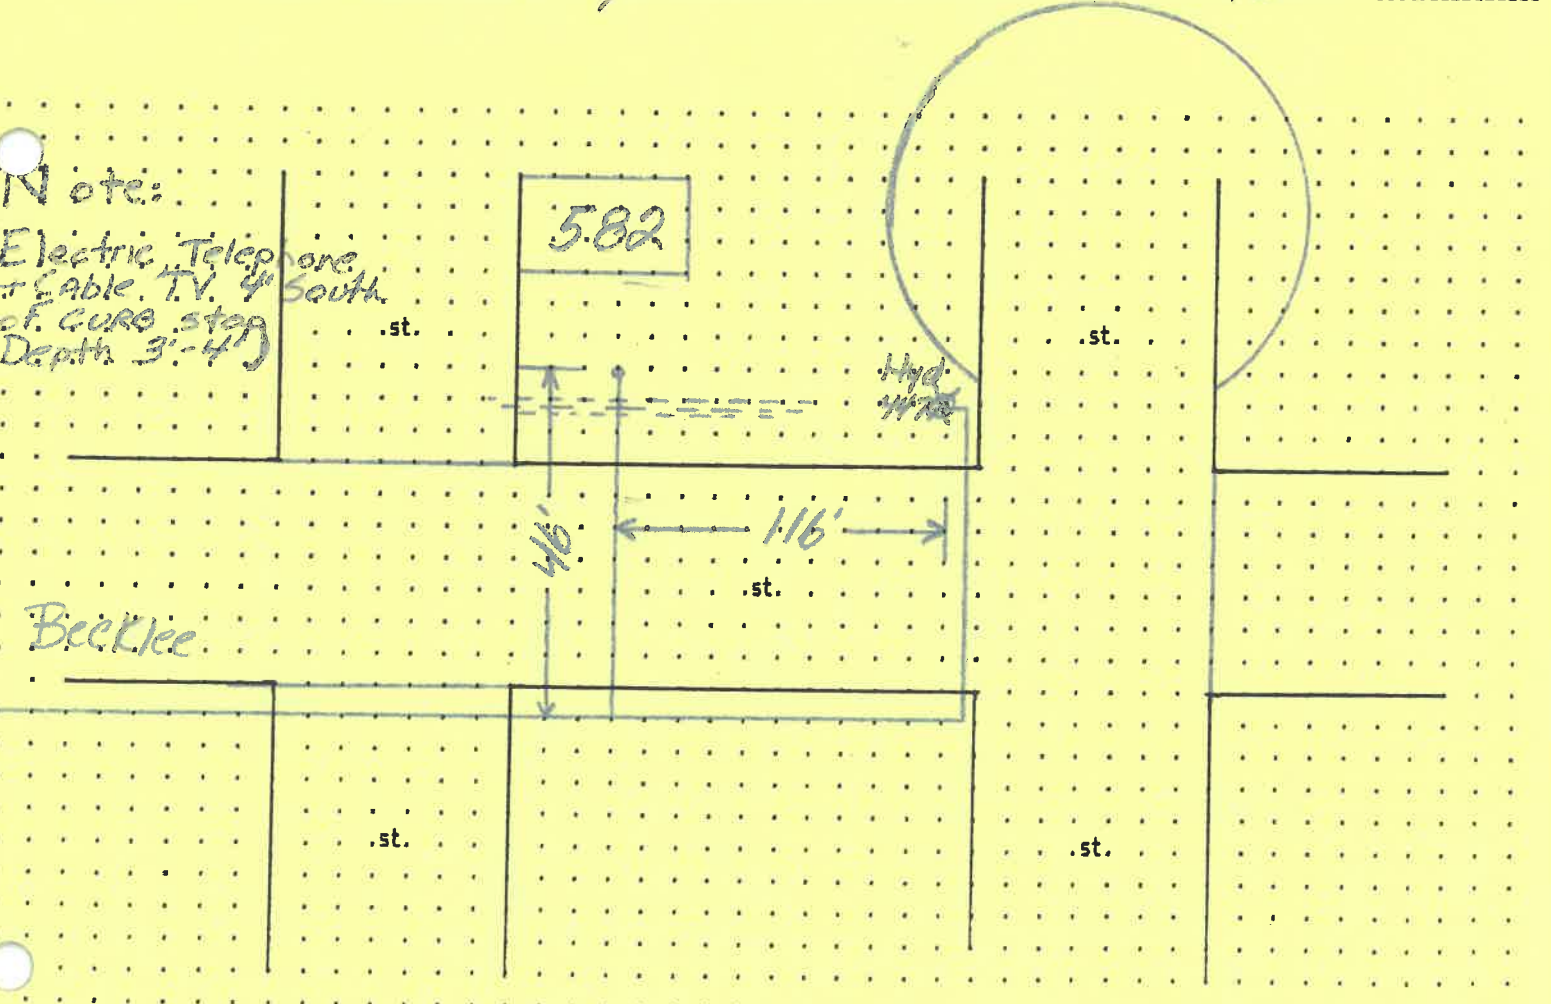 Note:
Electric Telephone
+ Cable. T.V. 4' South
of CURB stop
Depth 3'-4'
582
st.
st.
Hyd
46'
116'
st.
Becklee
st.
st.